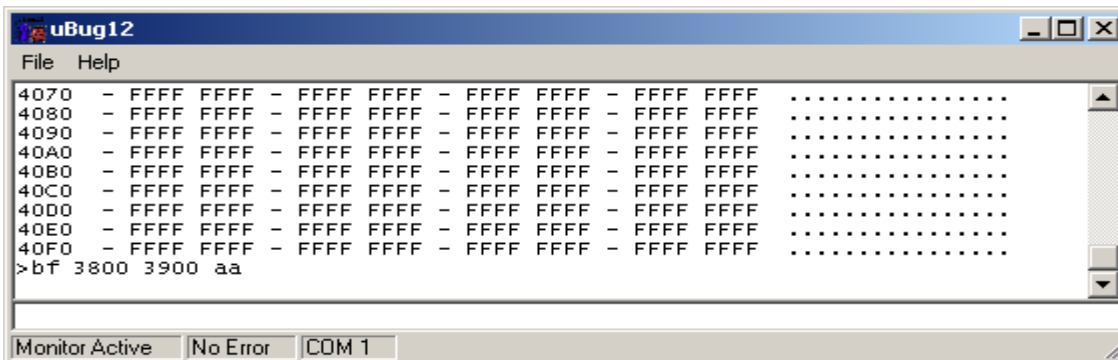 uBug12
File Help
4070 - FFFF FFFF - FFFF FFFF - FFFF FFFF - FFFF FFFF ................
4080 - FFFF FFFF - FFFF FFFF - FFFF FFFF - FFFF FFFF ................
4090 - FFFF FFFF - FFFF FFFF - FFFF FFFF - FFFF FFFF ................
40A0 - FFFF FFFF - FFFF FFFF - FFFF FFFF - FFFF FFFF ................
40B0 - FFFF FFFF - FFFF FFFF - FFFF FFFF - FFFF FFFF ................
40C0 - FFFF FFFF - FFFF FFFF - FFFF FFFF - FFFF FFFF ................
40D0 - FFFF FFFF - FFFF FFFF - FFFF FFFF - FFFF FFFF ................
40E0 - FFFF FFFF - FFFF FFFF - FFFF FFFF - FFFF FFFF ................
40F0 - FFFF FFFF - FFFF FFFF - FFFF FFFF - FFFF FFFF ................
>bf 3800 3900 aa
Monitor Active No Error COM 1